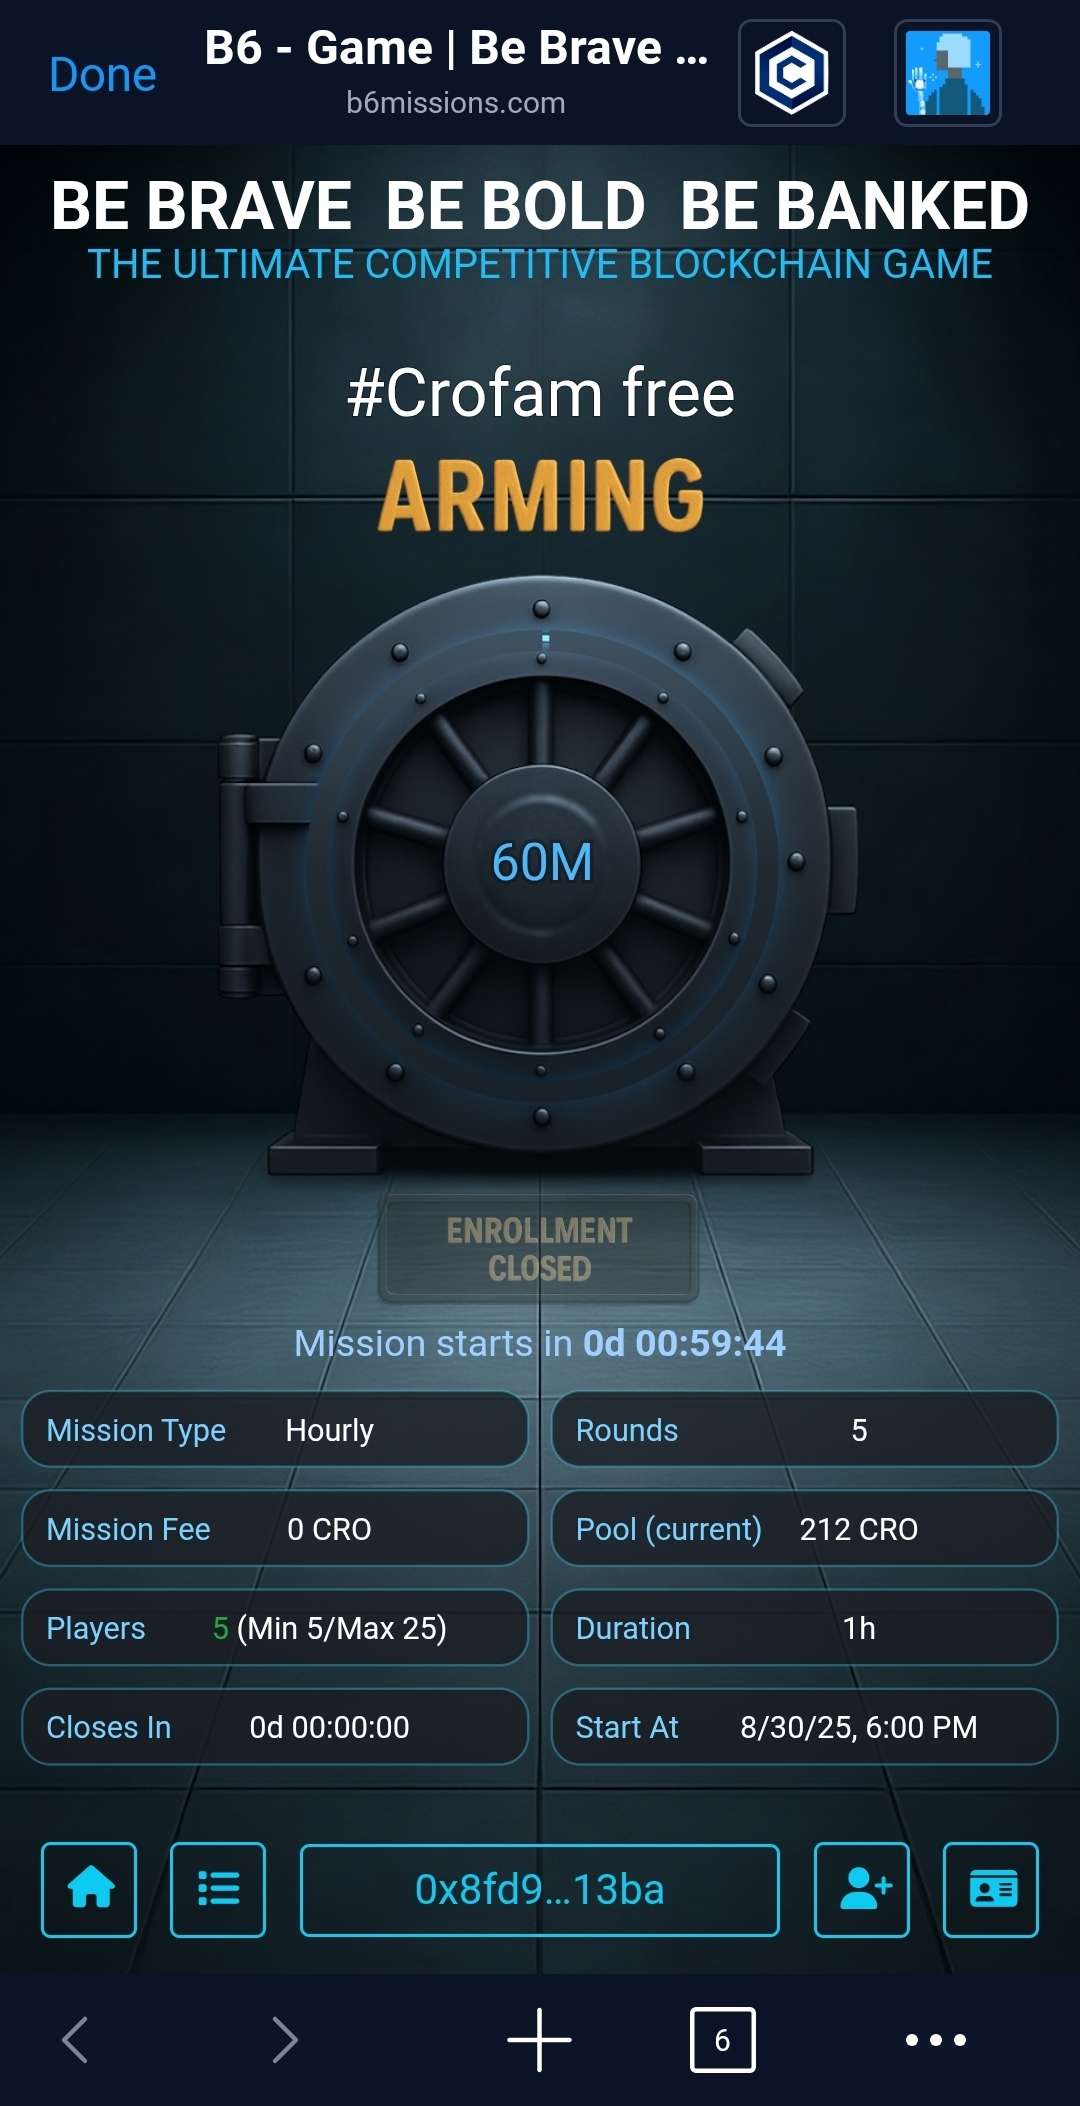 Done
B6 - Game | Be Brave ...
b6missions.com
BE BRAVE BE BOLD BE BANKED
THE ULTIMATE COMPETITIVE BLOCKCHAIN GAME
#Crofam free
ARMING
60M
ENROLLMENT
CLOSED
Mission starts in 0d 00:59:44
Mission Type Hourly
Rounds 5
Mission Fee 0 CRO
Pool (current) 212 CRO
Players 5 (Min 5/Max 25)
Duration 1h
Closes In 0d 00:00:00
Start At 8/30/25, 6:00 PM
0x8fd9...13ba
6